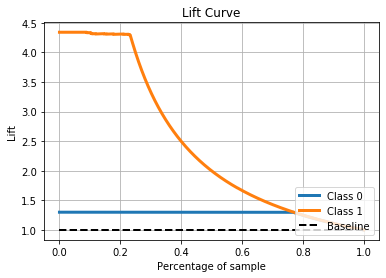 Lift Curve
4.5
4.0
3.5
3.0
2.5
2.0
1.5
1.0
Lift
0.0 0.2 0.4 0.6 0.8 1.0
Percentage of sample
Class 0
Class 1
Baseline